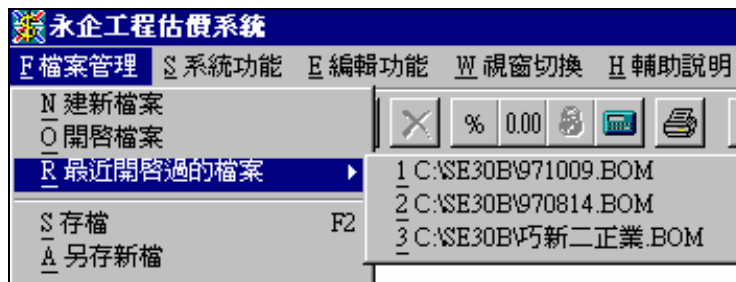 永企工程估價系統
F 檔案管理 S 系統功能 E 編輯功能 W 視窗切換 H 輔助說明
N 建新檔案
O 開啓檔案
% 0.00
R 最近開啓過的檔案
1 C:\SE30B\971009.BOM
2 C:\SE30B\970814.BOM
3 C:\SE30B\巧新二正業.BOM
S 存檔 F2
A 另存新檔